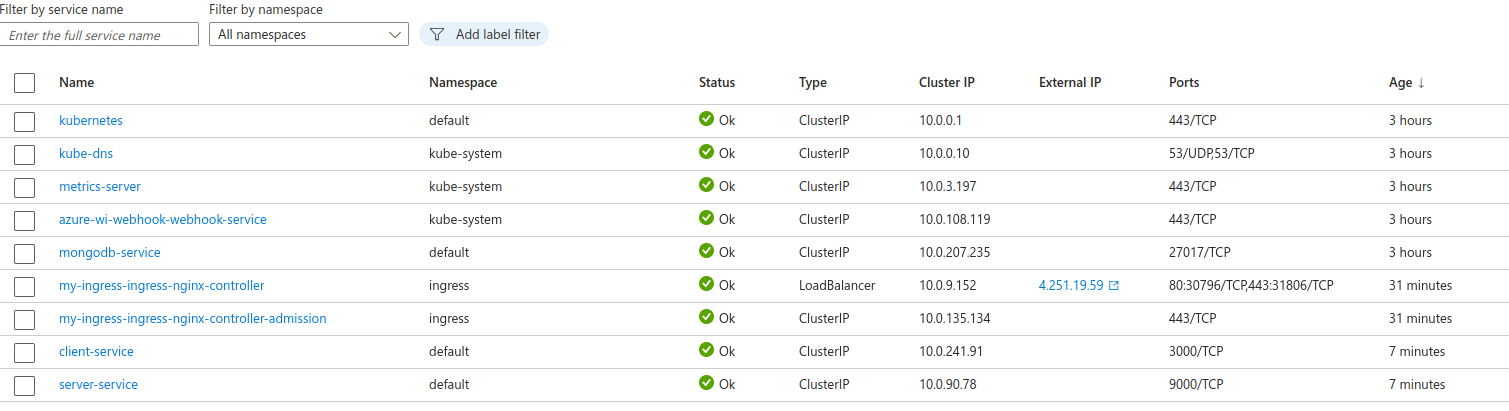 Filter by service name Filter by namespace
Enter the full service name All namespaces Add label filter
Name Namespace Status Type Cluster IP External IP Ports Age ↓
kubernetes default Ok ClusterIP 10.0.0.1 443/TCP 3 hours
kube-dns kube-system Ok ClusterIP 10.0.0.10 53/UDP,53/TCP 3 hours
metrics-server kube-system Ok ClusterIP 10.0.3.197 443/TCP 3 hours
azure-wi-webhook-webhook-service kube-system Ok ClusterIP 10.0.108.119 443/TCP 3 hours
mongodb-service default Ok ClusterIP 10.0.207.235 27017/TCP 3 hours
my-ingress-ingress-nginx-controller ingress Ok LoadBalancer 10.0.9.152 4.251.19.59 80:30796/TCP,443:31806/TCP 31 minutes
my-ingress-ingress-nginx-controller-admission ingress Ok ClusterIP 10.0.135.134 443/TCP 31 minutes
client-service default Ok ClusterIP 10.0.241.91 3000/TCP 7 minutes
server-service default Ok ClusterIP 10.0.90.78 9000/TCP 7 minutes